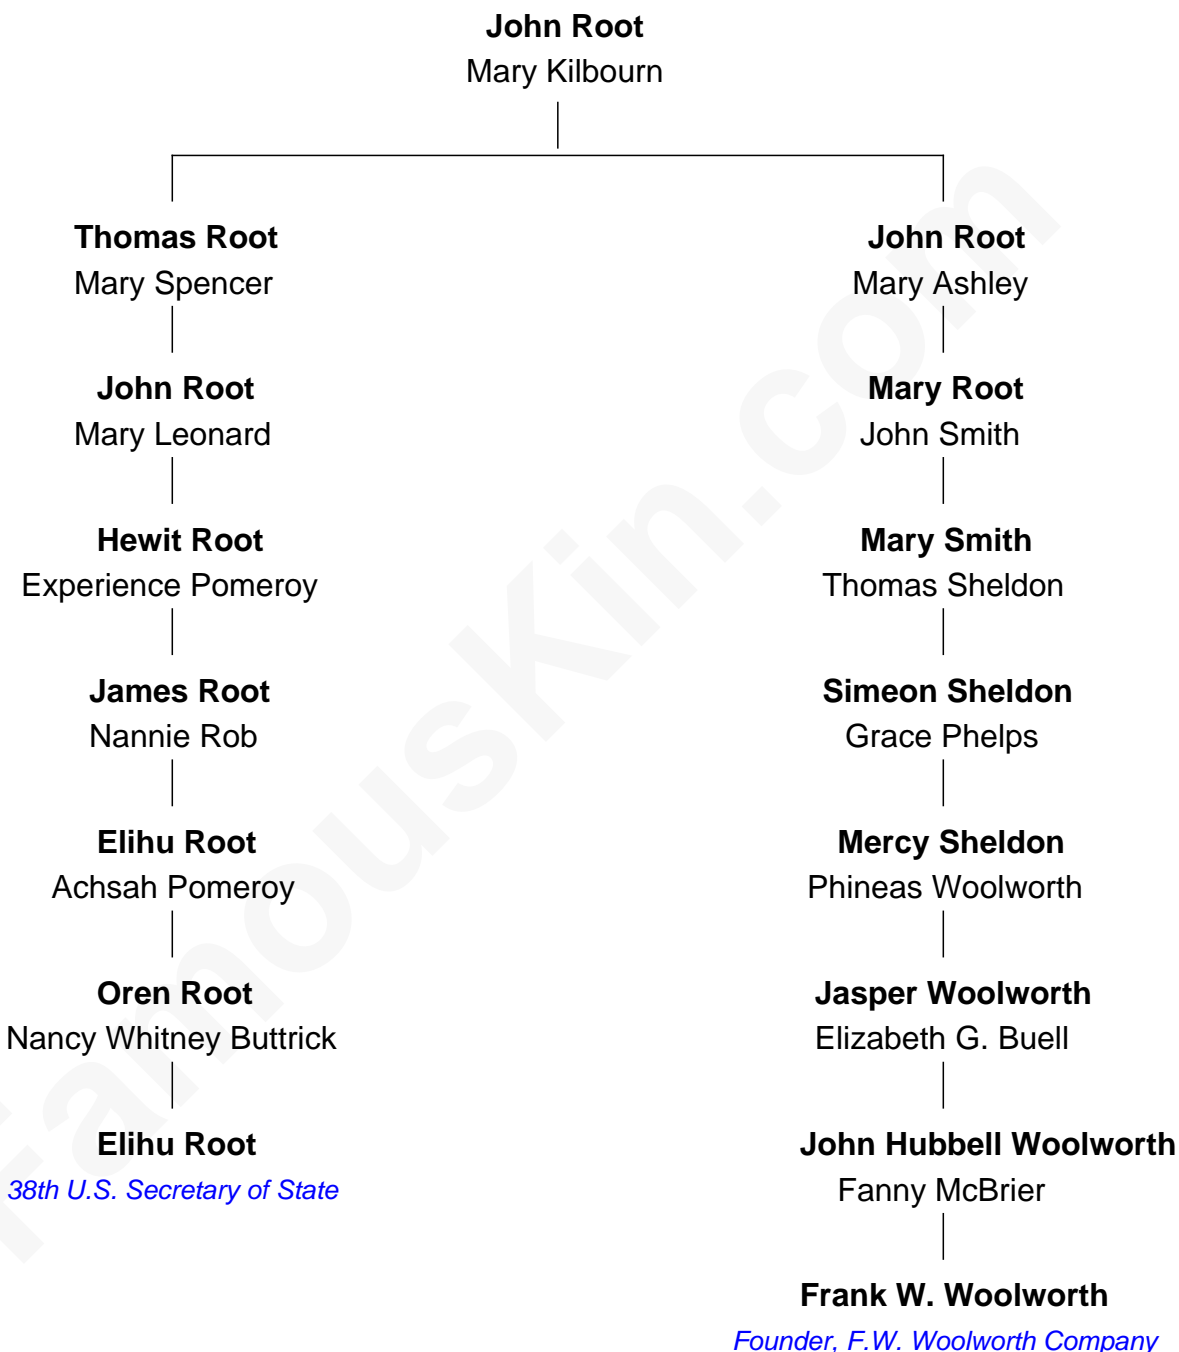 John Root
Mary Kilbourn
Thomas Root
Mary Spencer
John Root
Mary Ashley
John Root
Mary Leonard
Mary Root
John Smith
Hewit Root
Experience Pomeroy
Mary Smith
Thomas Sheldon
James Root
Nannie Rob
Simeon Sheldon
Grace Phelps
Elihu Root
Achsah Pomeroy
Mercy Sheldon
Phineas Woolworth
Oren Root
Nancy Whitney Buttrick
Jasper Woolworth
Elizabeth G. Buell
Elihu Root
38th U.S. Secretary of State
John Hubbell Woolworth
Fanny McBrier
Frank W. Woolworth
Founder, F.W. Woolworth Company
FamousKin.com